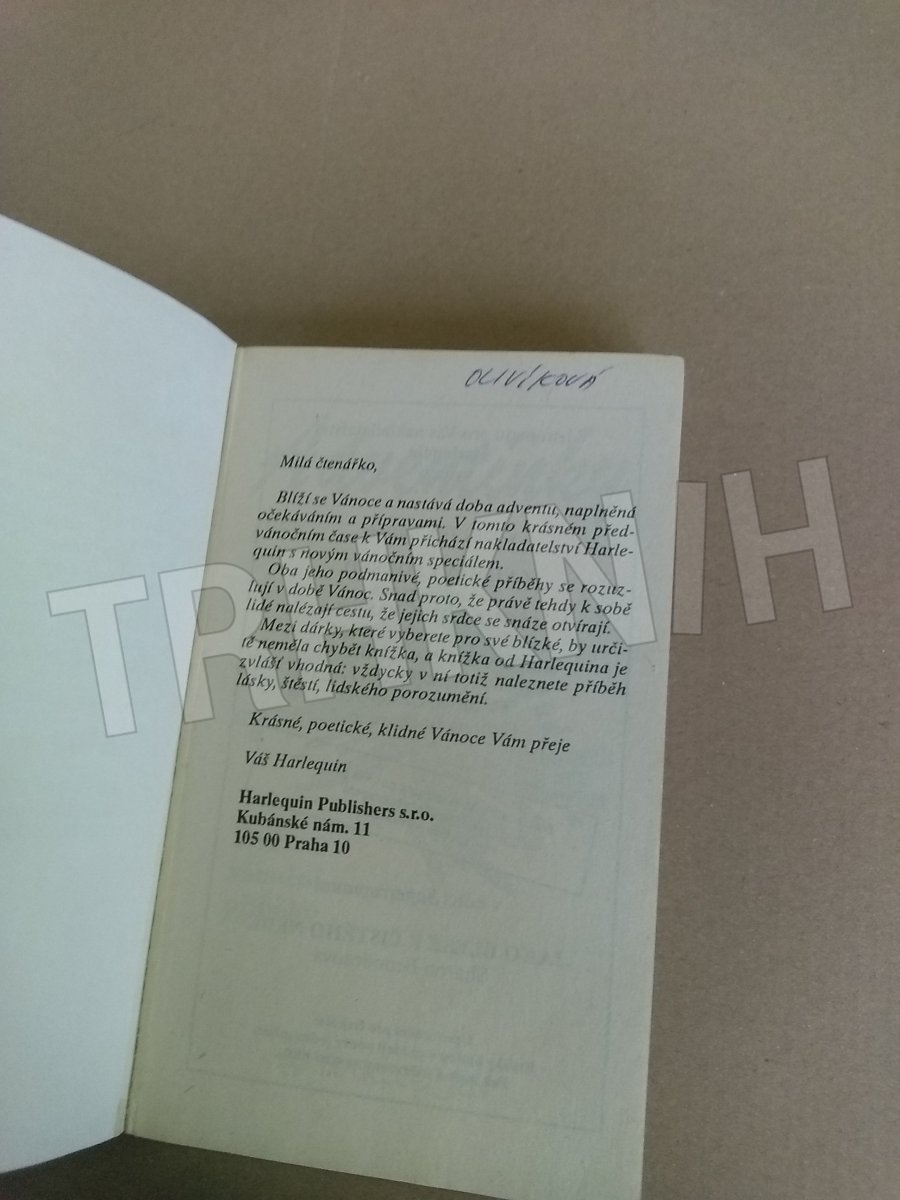 OLIVÍKOVÁ
Milá čtenářko,
Blíží se Vánoce a nastává doba adventu, naplněná
očekáváním a přípravami. V tomto krásném před-
vánočním čase k Vám přichází nakladatelství Harle-
quin s novým vánočním speciálem.
Oba jeho podmanivé, poetické příběhy se rozuz-
lují v době Vánoc. Snad proto, že právě tehdy k sobě
lidé nalézají cestu, že jejich srdce se snáze otvírají.
Mezi dárky, které vyberete pro své blízké, by urči-
tě neměla chybět knížka, a knížka od Harlequina je
zvlášť vhodná: vždycky v ní totiž naleznete příběh
lásky, štěstí, lidského porozumění.
Krásné, poetické, klidné Vánoce Vám přeje
Váš Harlequin
Harlequin Publishers s.r.o.
Kubánské nám. 11
105 00 Praha 10